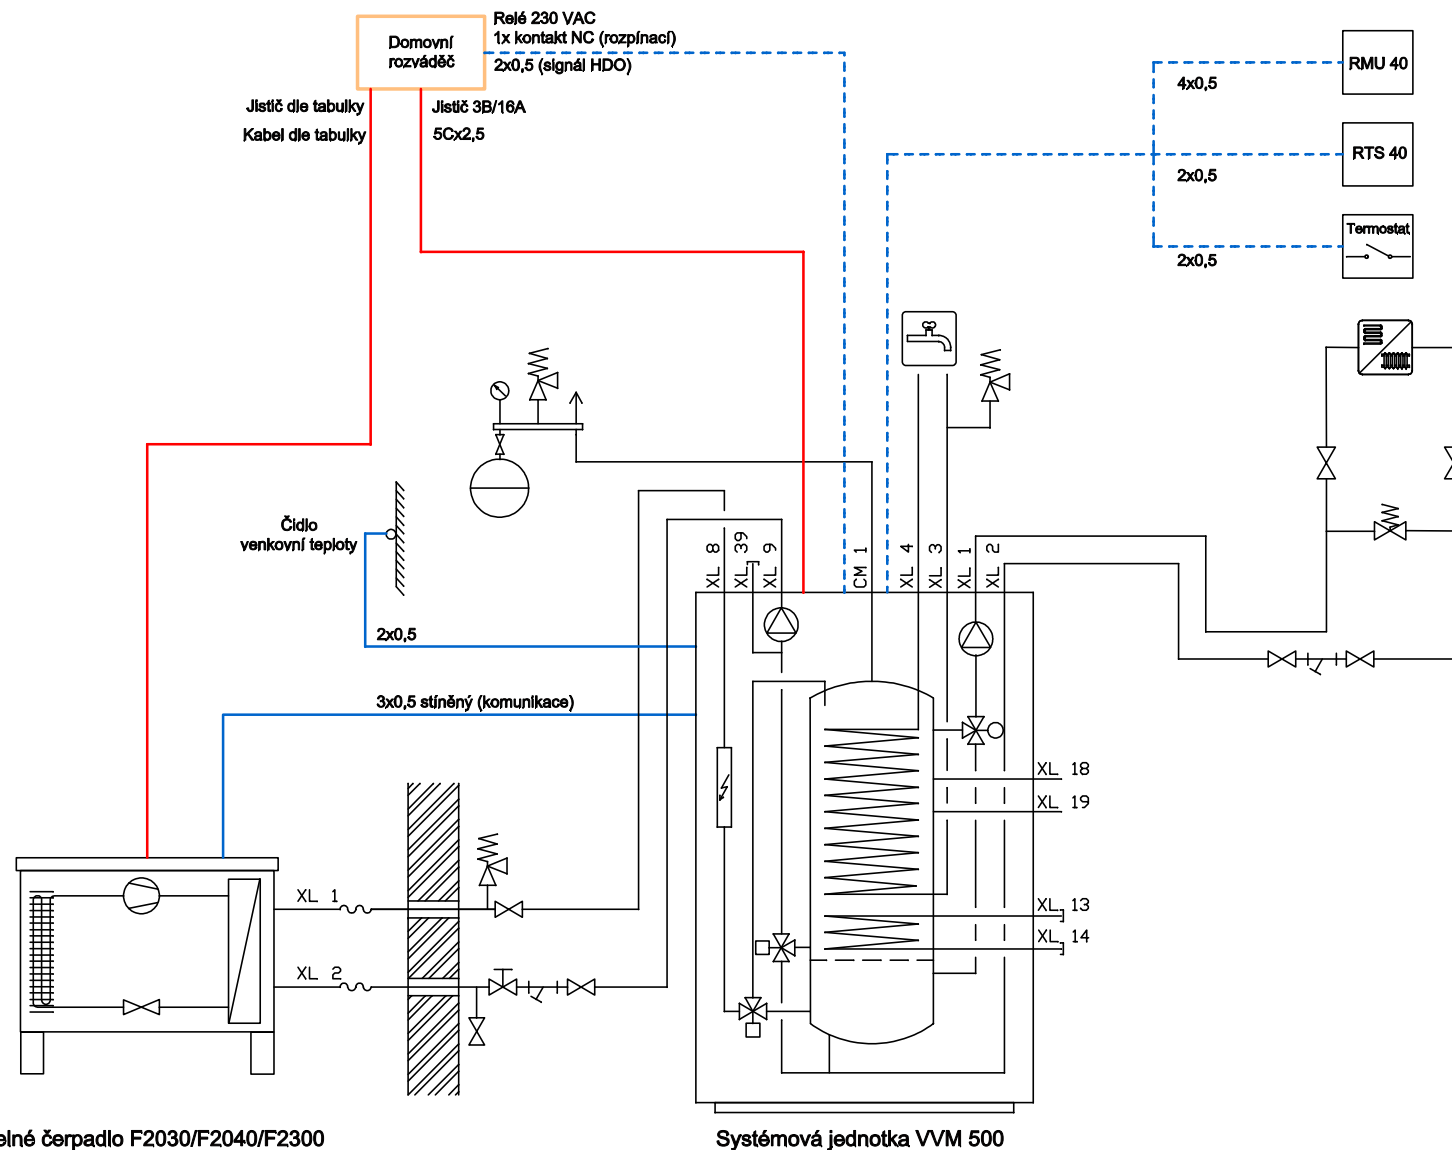 Relé 230 VAC
1x kontakt NC (rozpínací)
2x0,5 (signál HDO)
Domovní
rozváděč
Jistič dle tabulky
Kabel dle tabulky
Jistič 3B/16A
5Cx2,5
RMU 40
4x0,5
RTS 40
2x0,5
Termostat
2x0,5
Čidlo
venkovní teploty
2x0,5
3x0,5 stíněný (komunikace)
XL 8
XL 39
XL 9
CM 1
XL 4
XL 3
XL 1
XL 2
XL 18
XL 19
XL 13
XL 14
XL 1
XL 2
elné čerpadlo F2030/F2040/F2300
Systémová jednotka VVM 500